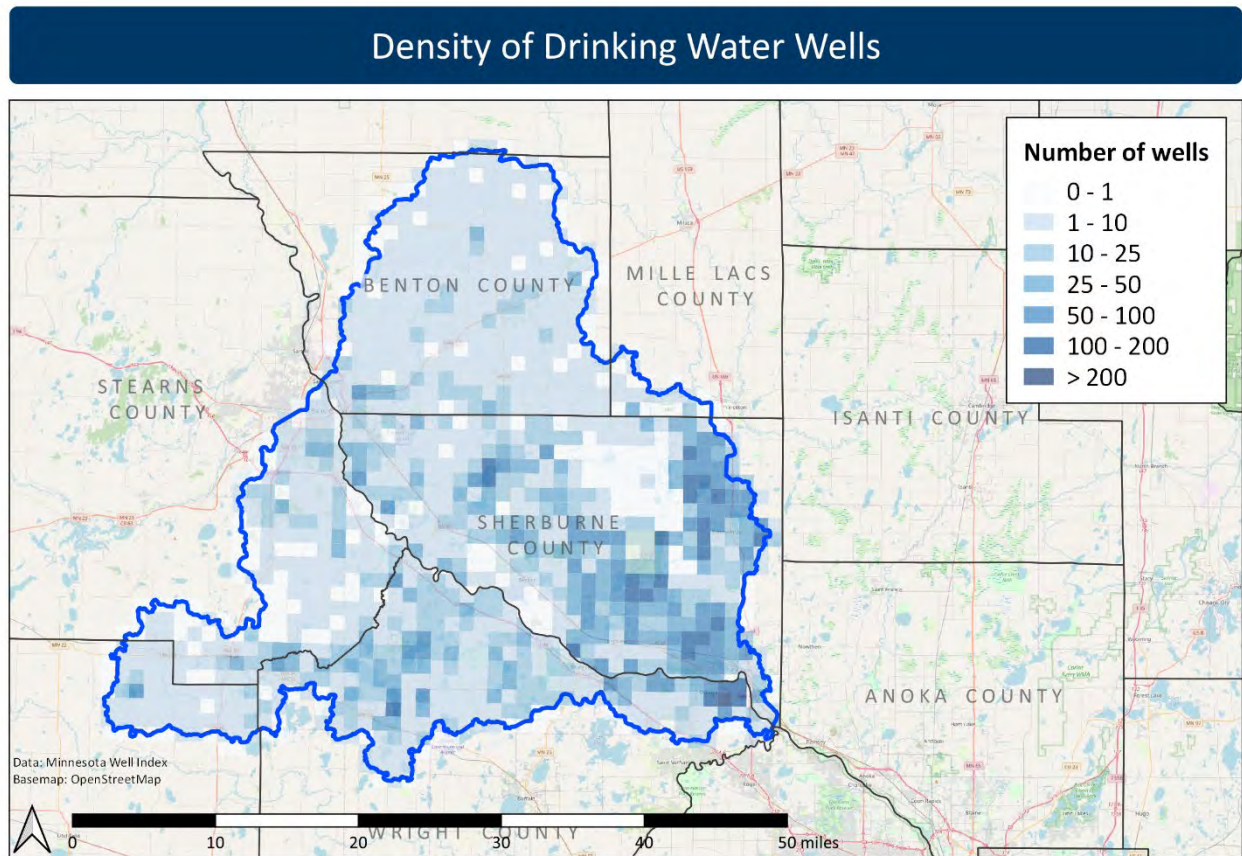 Density of Drinking Water Wells
Number of wells
0 - 1
1 - 10
10 - 25
25 - 50
50 - 100
100 - 200
> 200
BENTON COUNTY
MILLE LACS
COUNTY
STEARNS
COUNTY
ISANTI COUNTY
SHERBURNE
COUNTY
ANOKA COUNTY
Data: Minnesota Well Index
Basemap: OpenStreetMap
WRIGHT COUNTY
0 10 20 30 40 50 miles